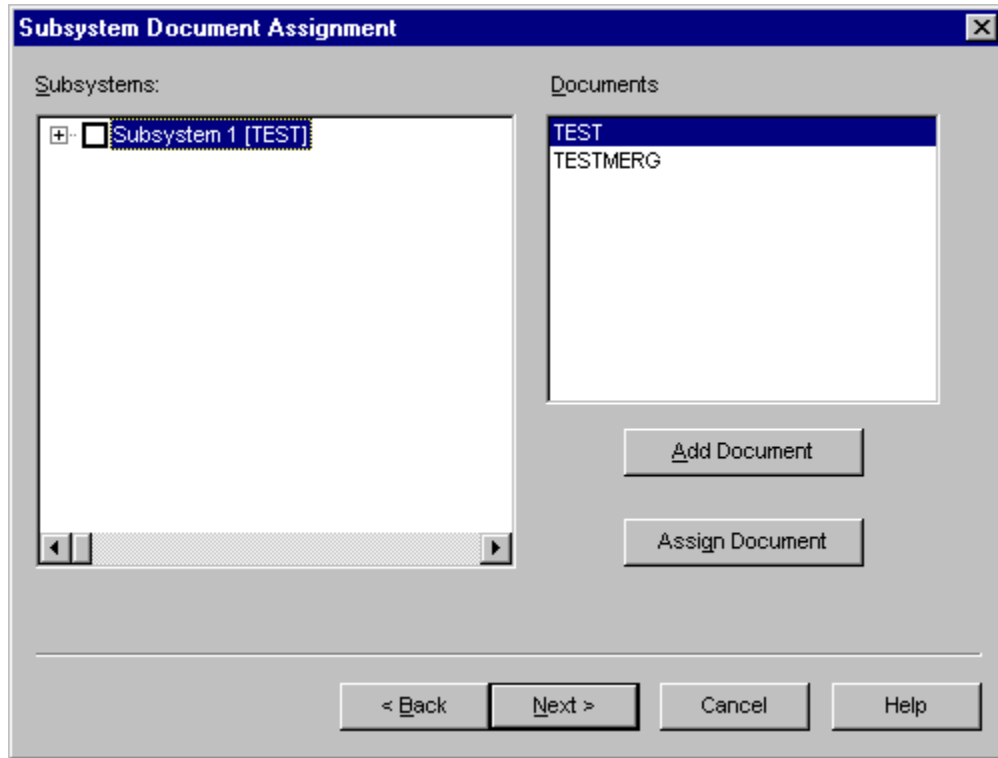 Subsystem Document Assignment
Subsystems:
Subsystem 1 [TEST]
Documents
TEST
TESTMERG
Add Document
Assign Document
< Back
Next >
Cancel
Help